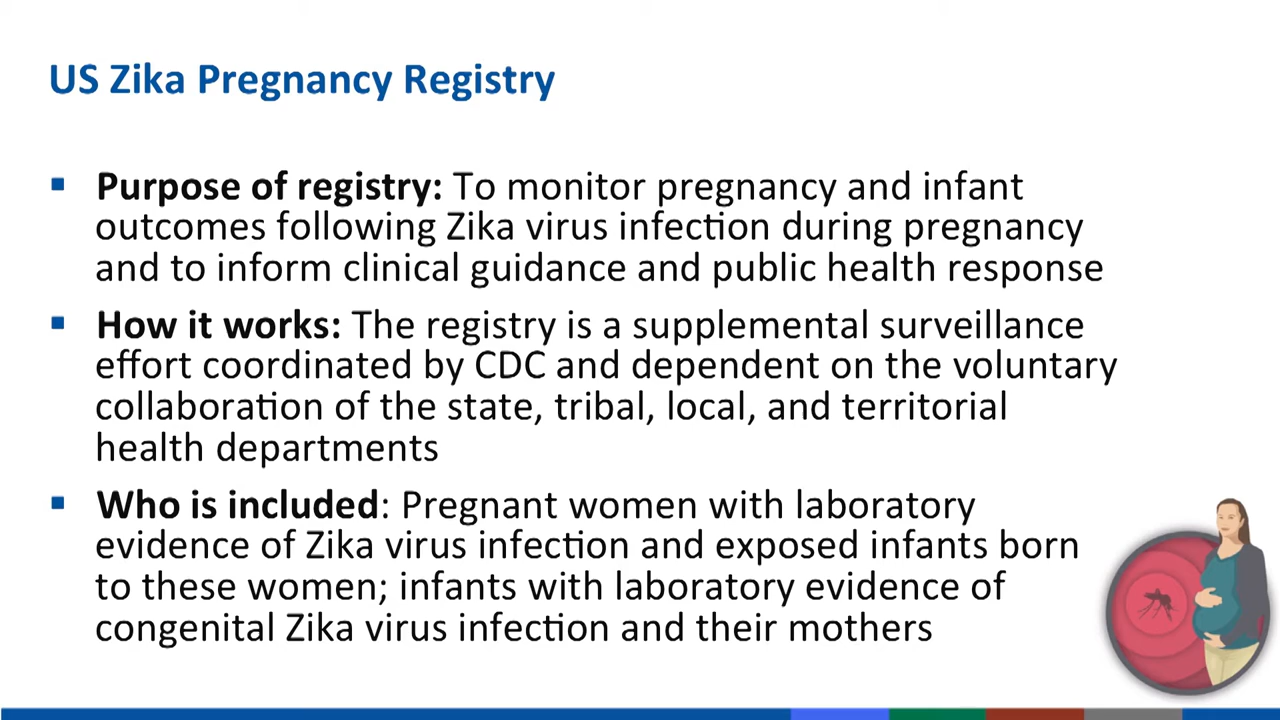 US Zika Pregnancy Registry
▪ Purpose of registry: To monitor pregnancy and infant
outcomes following Zika virus infection during pregnancy
and to inform clinical guidance and public health response
▪ How it works: The registry is a supplemental surveillance
effort coordinated by CDC and dependent on the voluntary
collaboration of the state, tribal, local, and territorial
health departments
▪ Who is included: Pregnant women with laboratory
evidence of Zika virus infection and exposed infants born
to these women; infants with laboratory evidence of
congenital Zika virus infection and their mothers